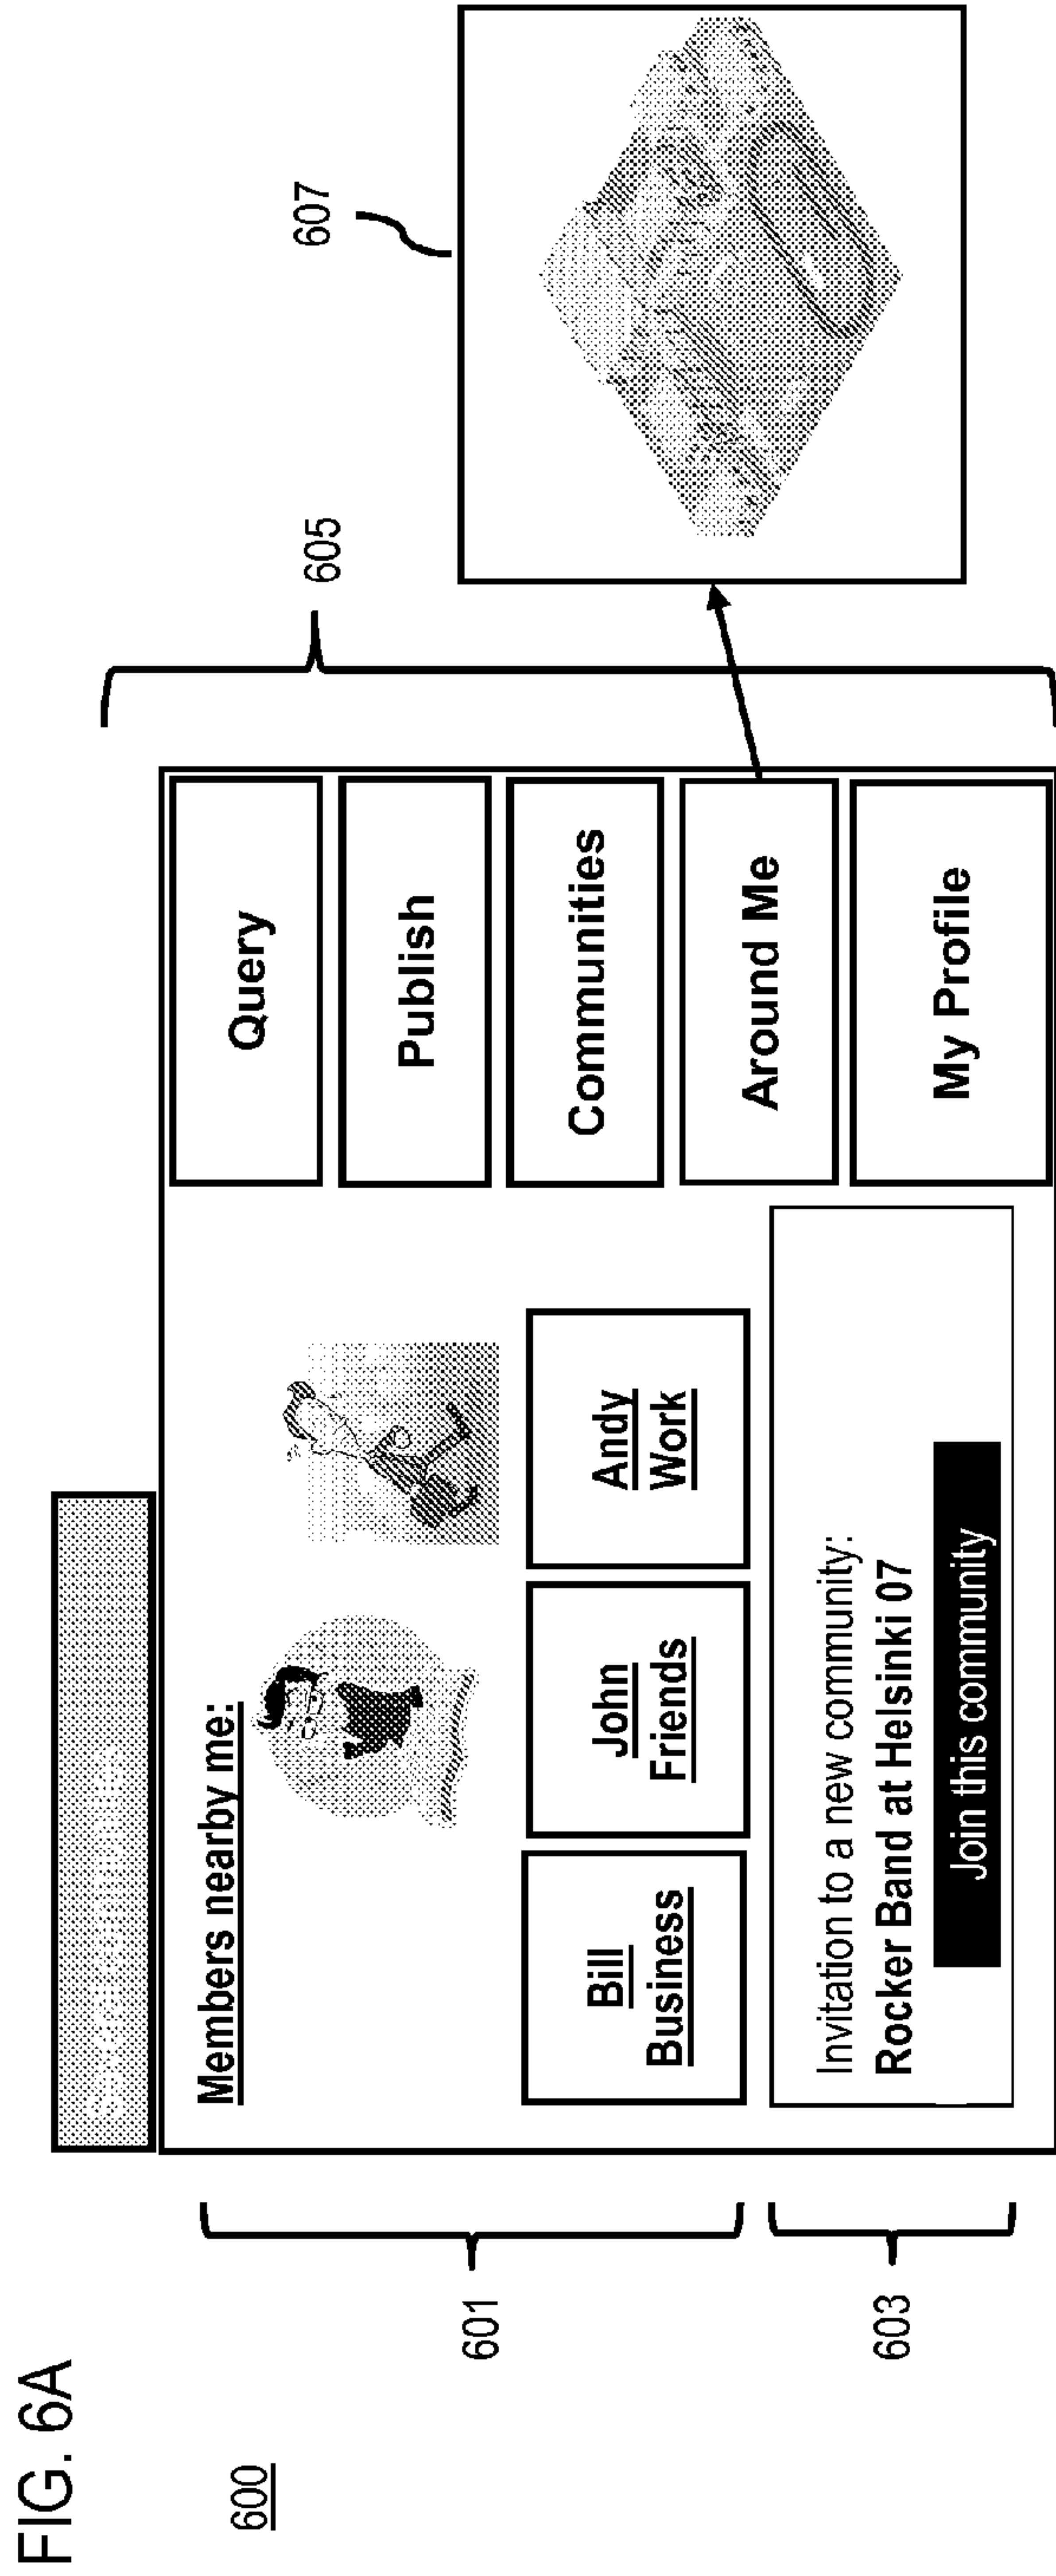 FIG. 6A
600
601
603
605
607
Members nearby me:
Bill
Business
John
Friends
Andy
Work
Invitation to a new community:
Rocker Band at Helsinki 07
Join this community
Query
Publish
Communities
Around Me
My Profile